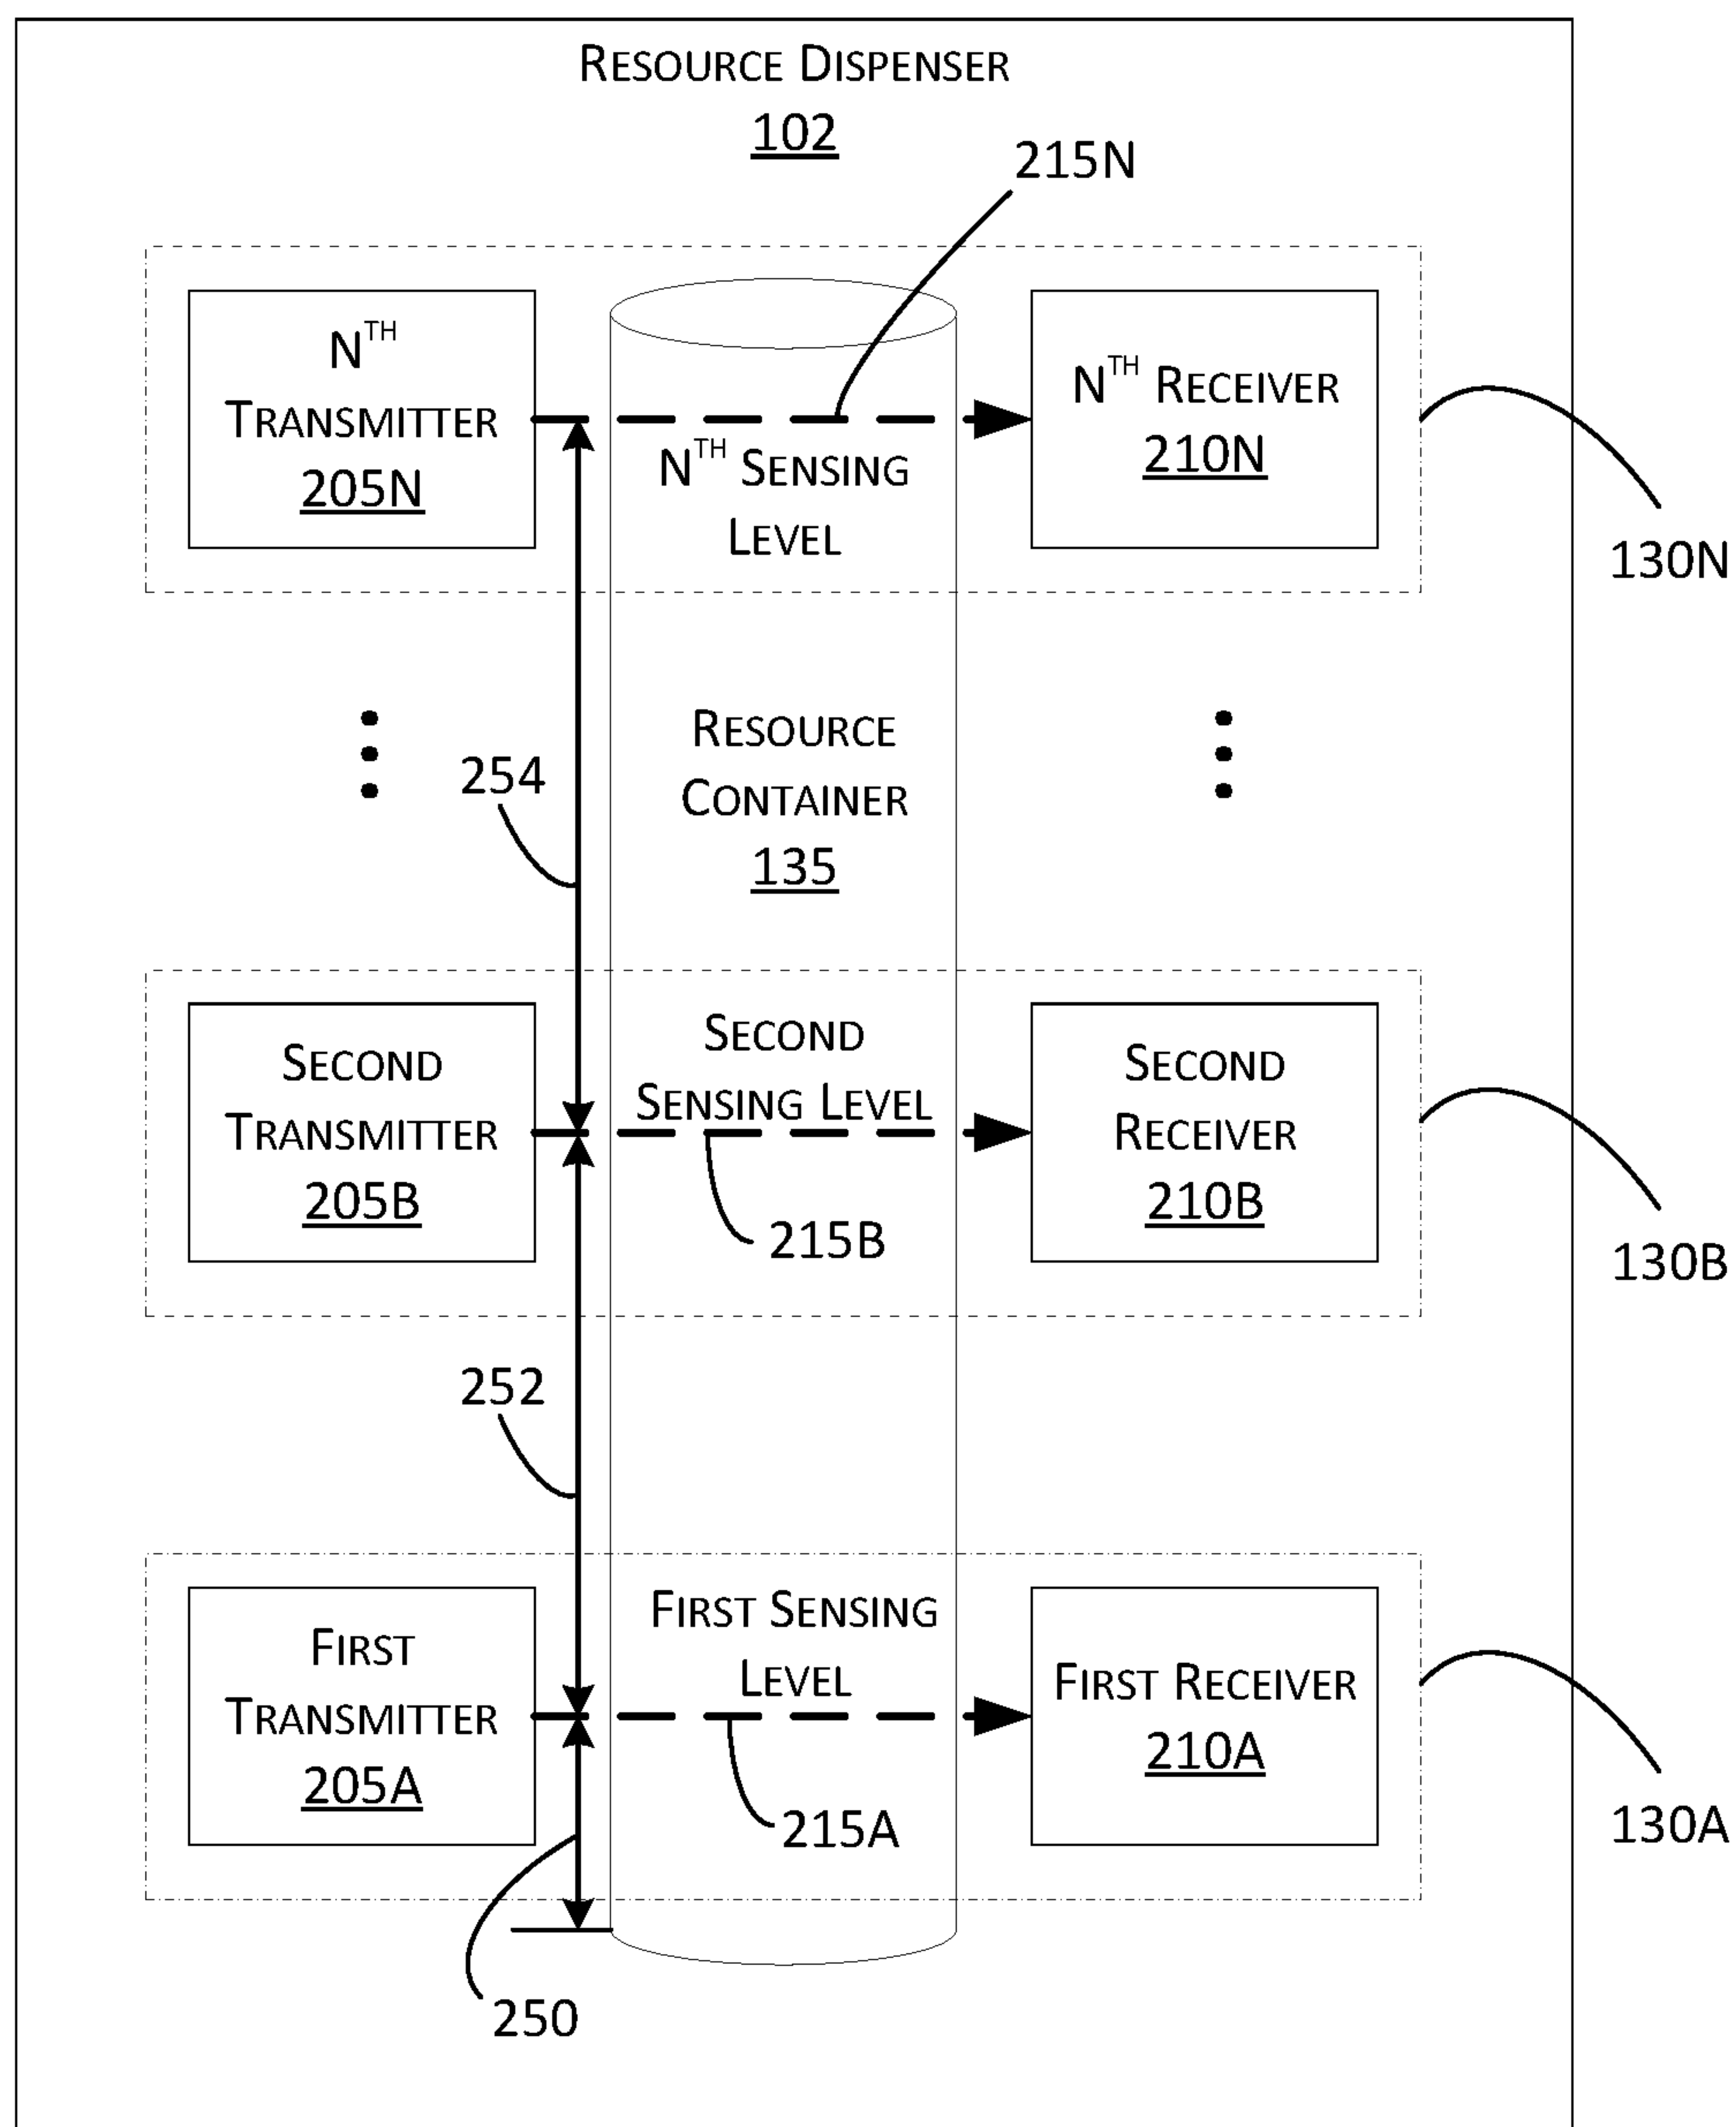 RESOURCE DISPENSER
102
215N
NTH
TRANSMITTER
205N
NTH SENSING
LEVEL
NTH RECEIVER
210N
130N
254
RESOURCE
CONTAINER
135
SECOND
TRANSMITTER
205B
SECOND
SENSING LEVEL
215B
SECOND
RECEIVER
210B
130B
252
FIRST
TRANSMITTER
205A
FIRST SENSING
LEVEL
215A
FIRST RECEIVER
210A
130A
250